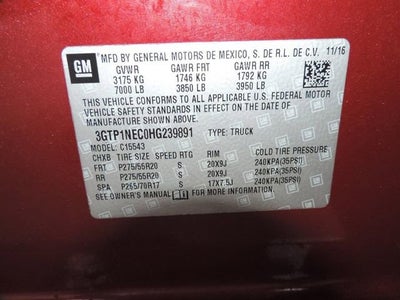 GM
MFD BY GENERAL MOTORS DE MEXICO, S. DE R.L. DE C.V. 11/16
GVWR GAWR FRT GAWR RR
3175 KG 1746 KG 1792 KG
7000 LB 3850 LB 3950 LB
THIS VEHICLE CONFORMS TO ALL APPLICABLE U.S. FEDERAL MOTOR
VEHICLE SAFETY STANDARDS IN EFFECT ON THE DATE OF
MANUFACTURE SHOWN ABOVE.
3GTP1NEC0HG239891 TYPE: TRUCK
MODEL: C15543
CHXB TIRE SIZE SPEED RTG RIM COLD TIRE PRESSURE
FRT P275/55R20 S 20X9J 240KPA(35PSI)
RR P275/55R20 S 20X9J 240KPA(35PSI)
SPA P265/70R17 S 17X7.5J 240KPA(35PSI)
SEE OWNER'S MANUAL FOR MORE INFORMATION.